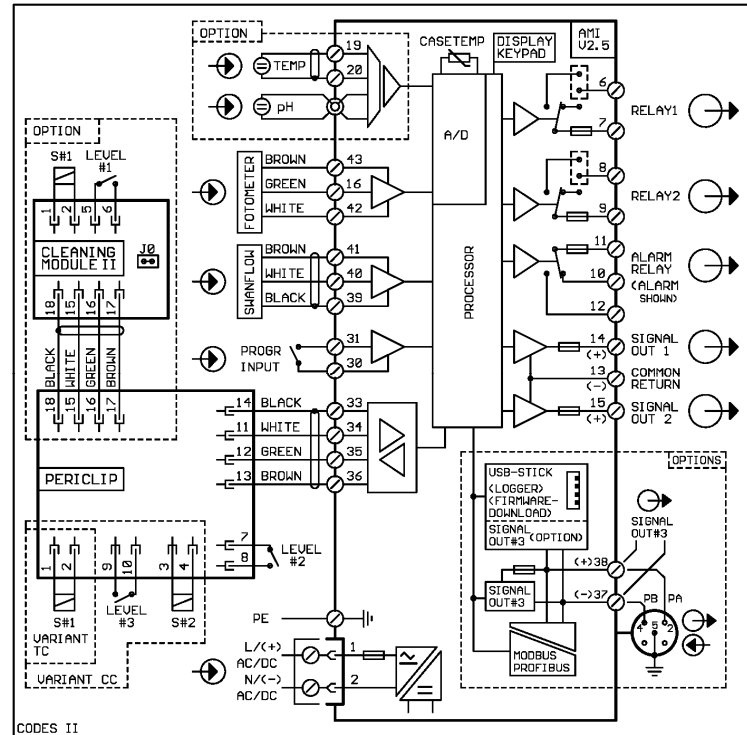 OPTION
19
TEMP
20
pH
CASETEMP
DISPLAY
KEYPAD
AMI
V2.5
A/D
PROCESSOR
6
RELAY1
7
8
RELAY2
9
11
ALARM
RELAY
10
(ALARM
SHOWN)
12
14
SIGNAL
OUT 1
(+)
13
COMMON
RETURN
(-)
15
SIGNAL
OUT 2
(+)
FOTOMETER
BROWN
43
GREEN
16
WHITE
42
SWANFLOW
BROWN
41
WHITE
40
BLACK
39
PROGR
INPUT
31
30
OPTION
S#1
LEVEL
#1
1
2
5
6
CLEANING
MODULE II
J0
18
15
16
17
BLACK
WHITE
GREEN
BROWN
18
15
16
17
14
BLACK
33
11
WHITE
34
12
GREEN
35
13
BROWN
36
PERICLIP
7
8
LEVEL
#2
1
2
9
10
3
4
S#1
LEVEL
#3
S#2
VARIANT
TC
VARIANT CC
PE
L/(+)
AC/DC
1
N/(-)
AC/DC
2
OPTIONS
USB-STICK
(LOGGER)
(FIRMWARE-
DOWNLOAD)
SIGNAL
OUT#3 (OPTION)
SIGNAL
OUT#3
(+)38
SIGNAL
OUT#3
(-)37
PB
PA
4
5
2
MODBUS
PROFIBUS
CODES II